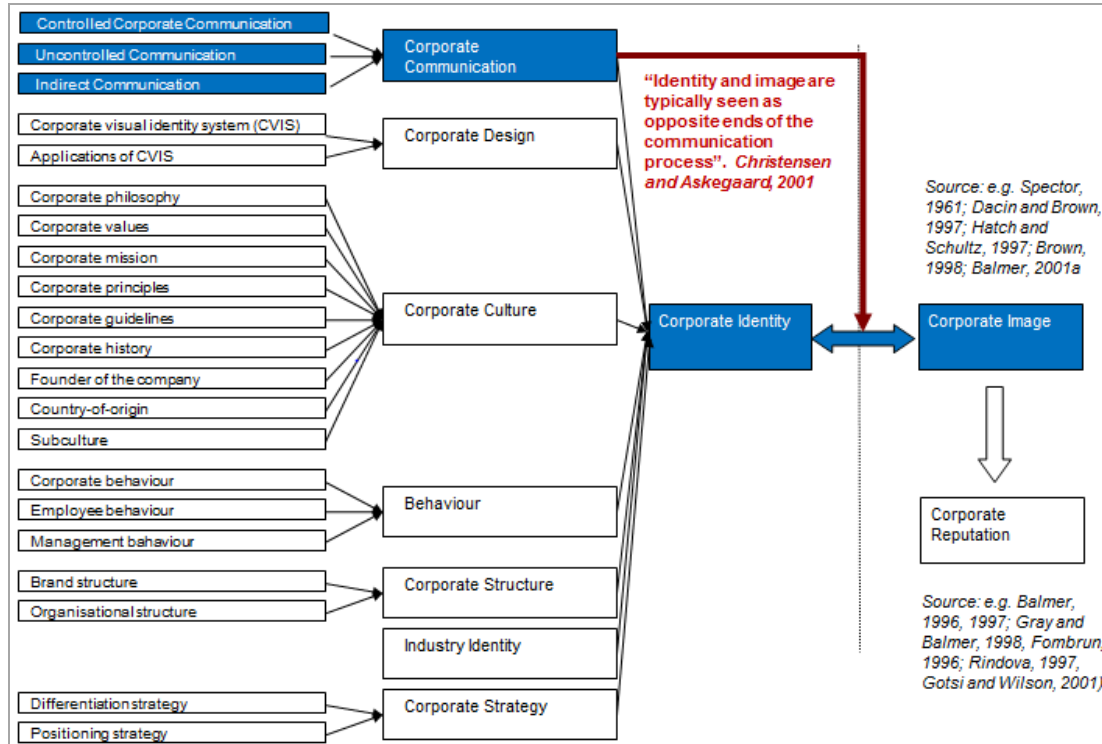 Controlled Corporate Communication
Uncontrolled Communication
Indirect Communication
Corporate
Communication
Corporate visual identity system (CVIS)
Applications of CVIS
Corporate Design
Corporate philosophy
Corporate values
Corporate mission
Corporate principles
Corporate guidelines
Corporate history
Founder of the company
Country-of-origin
Subculture
Corporate Culture
Corporate behaviour
Employee behaviour
Management bahaviour
Behaviour
Brand structure
Organisational structure
Corporate Structure
Industry Identity
Differentiation strategy
Positioning strategy
Corporate Strategy
“Identity and image are
typically seen as
opposite ends of the
communication
process”. Christensen
and Askegaard, 2001
Corporate Identity
Source: e.g. Spector,
1961; Dacin and Brown,
1997; Hatch and
Schultz, 1997; Brown,
1998; Balmer, 2001a
Corporate Image
Corporate
Reputation
Source: e.g. Balmer,
1996, 1997; Gray and
Balmer, 1998, Fombrun,
1996; Rindova, 1997,
Gotsi and Wilson, 2001)